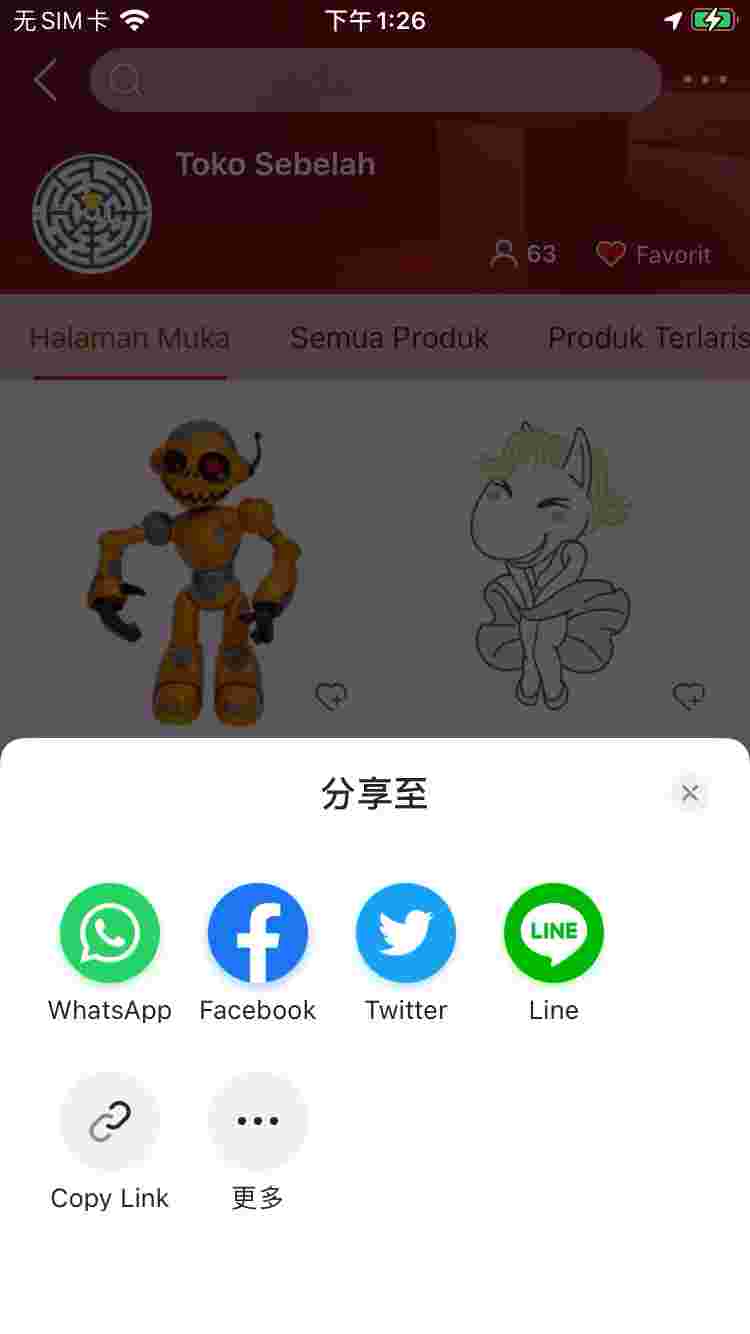 无SIM卡
下午1:26
Toko Sebelah
63
Favorit
Halaman Muka
Semua Produk
Produk Terlaris
分享至
LINE
WhatsApp
Facebook
Twitter
Line
Copy Link
更多